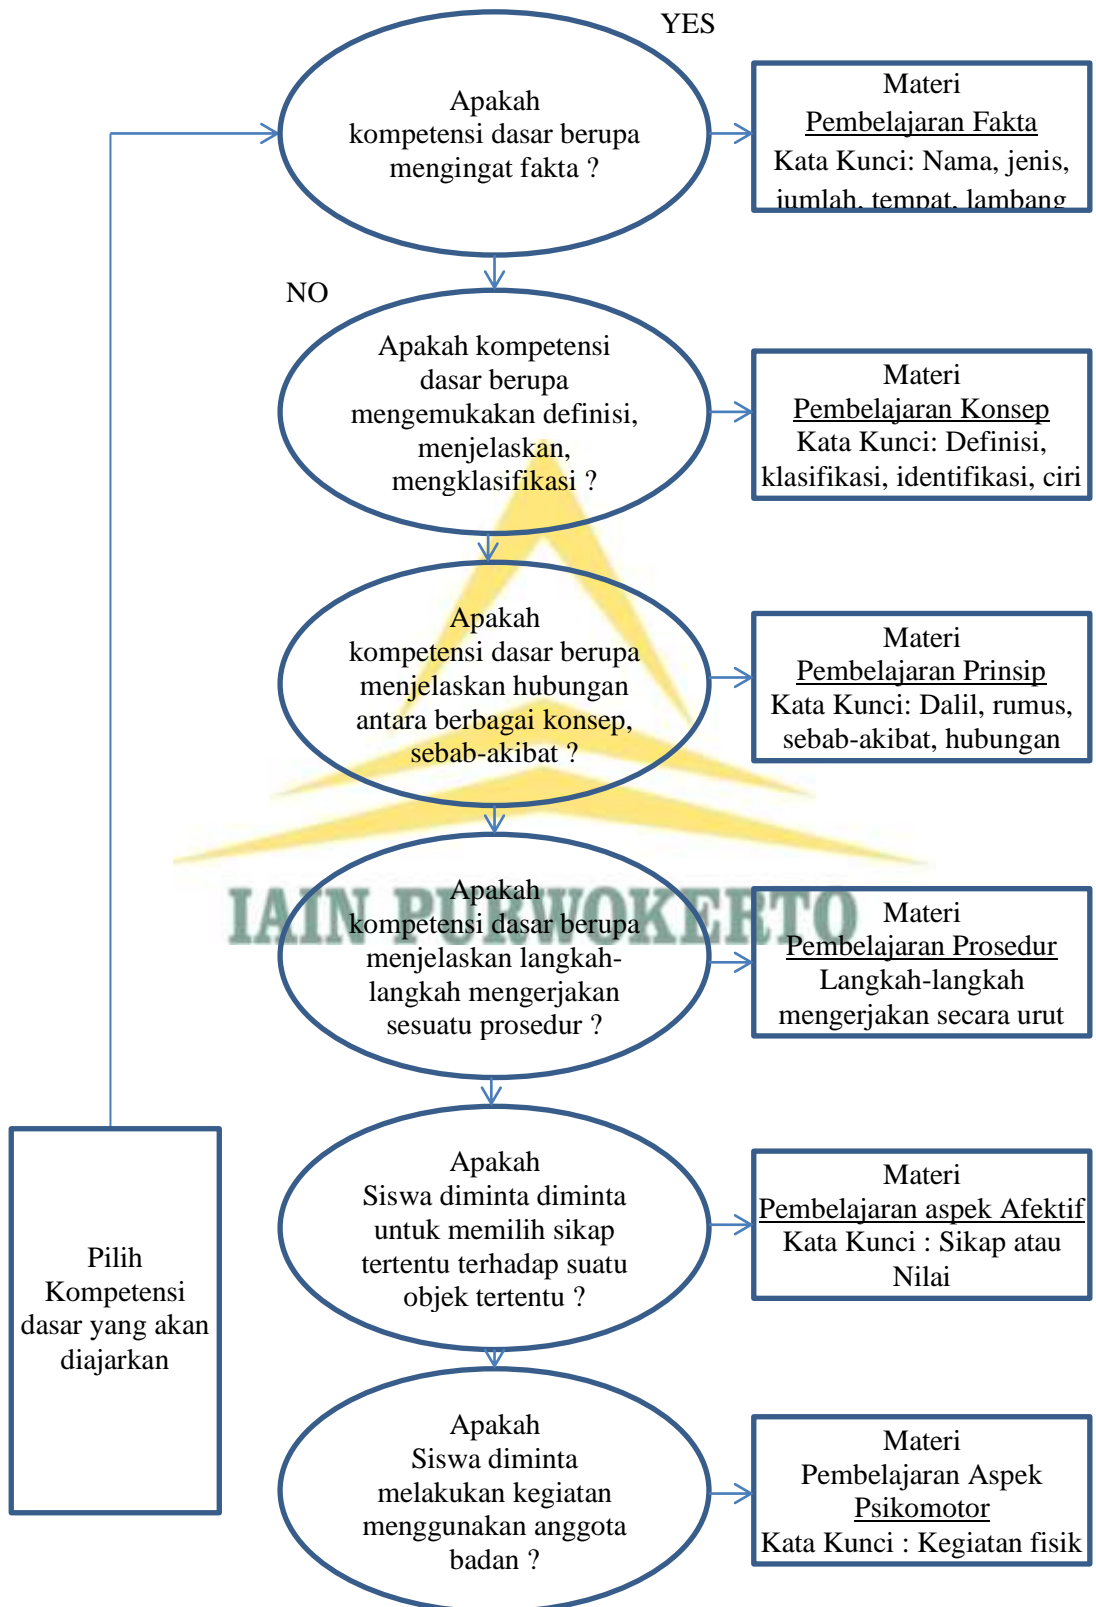 YES
Apakah
kompetensi dasar berupa
mengingat fakta ?
Materi
Pembelajaran Fakta
Kata Kunci: Nama, jenis,
jumlah, tempat, lambang
NO
Apakah kompetensi
dasar berupa
mengemukakan definisi,
menjelaskan,
mengklasifikasi ?
Materi
Pembelajaran Konsep
Kata Kunci: Definisi,
klasifikasi, identifikasi, ciri
Apakah
kompetensi dasar berupa
menjelaskan hubungan
antara berbagai konsep,
sebab-akibat ?
Materi
Pembelajaran Prinsip
Kata Kunci: Dalil, rumus,
sebab-akibat, hubungan
IAIN PURWOKERTO
Apakah
kompetensi dasar berupa
menjelaskan langkah-
langkah mengerjakan
sesuatu prosedur ?
Materi
Pembelajaran Prosedur
Langkah-langkah
mengerjakan secara urut
Pilih
Kompetensi
dasar yang akan
diajarkan
Apakah
Siswa diminta diminta
untuk memilih sikap
tertentu terhadap suatu
objek tertentu ?
Materi
Pembelajaran aspek Afektif
Kata Kunci : Sikap atau
Nilai
Apakah
Siswa diminta
melakukan kegiatan
menggunakan anggota
badan ?
Materi
Pembelajaran Aspek
Psikomotor
Kata Kunci : Kegiatan fisik